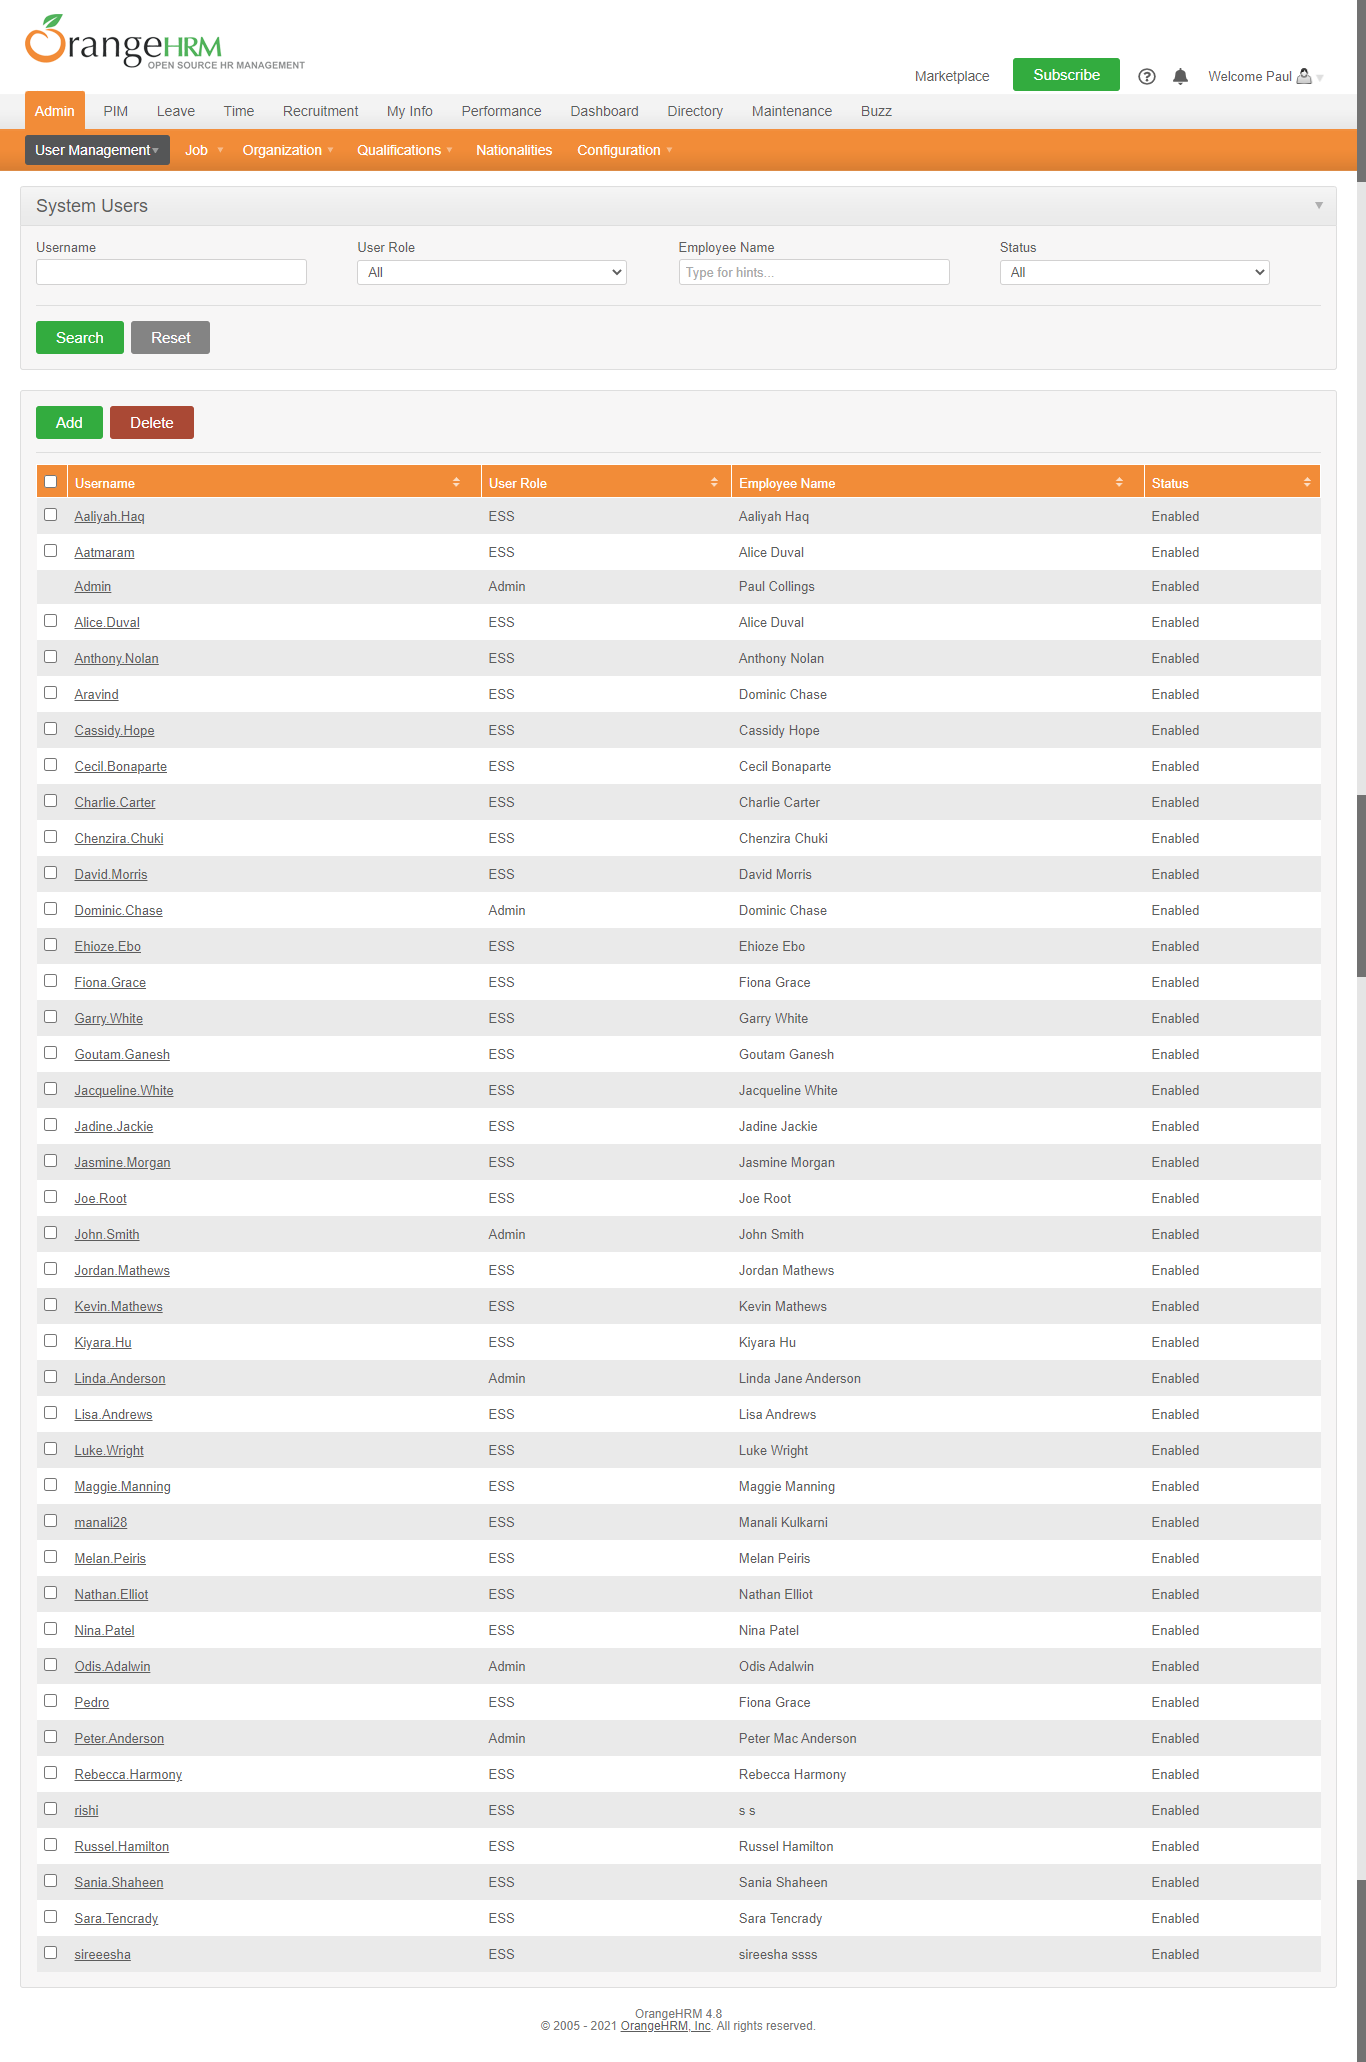 OrangeHRM
OPEN SOURCE HR MANAGEMENT
Marketplace Subscribe Welcome Paul
Admin PIM Leave Time Recruitment My Info Performance Dashboard Directory Maintenance Buzz
User Management Job Organization Qualifications Nationalities Configuration
System Users
Username User Role Employee Name Status
All Type for hints... All
Search Reset
Add Delete
Username User Role Employee Name Status
Aaliyah.Haq ESS Aaliyah Haq Enabled
Aatmaram ESS Alice Duval Enabled
Admin Admin Paul Collings Enabled
Alice.Duval ESS Alice Duval Enabled
Anthony.Nolan ESS Anthony Nolan Enabled
Aravind ESS Dominic Chase Enabled
Cassidy.Hope ESS Cassidy Hope Enabled
Cecil.Bonaparte ESS Cecil Bonaparte Enabled
Charlie.Carter ESS Charlie Carter Enabled
Chenzira.Chuki ESS Chenzira Chuki Enabled
David.Morris ESS David Morris Enabled
Dominic.Chase Admin Dominic Chase Enabled
Ehioze.Ebo ESS Ehioze Ebo Enabled
Fiona.Grace ESS Fiona Grace Enabled
Garry.White ESS Garry White Enabled
Goutam.Ganesh ESS Goutam Ganesh Enabled
Jacqueline.White ESS Jacqueline White Enabled
Jadine.Jackie ESS Jadine Jackie Enabled
Jasmine.Morgan ESS Jasmine Morgan Enabled
Joe.Root ESS Joe Root Enabled
John.Smith Admin John Smith Enabled
Jordan.Mathews ESS Jordan Mathews Enabled
Kevin.Mathews ESS Kevin Mathews Enabled
Kiyara.Hu ESS Kiyara Hu Enabled
Linda.Anderson Admin Linda Jane Anderson Enabled
Lisa.Andrews ESS Lisa Andrews Enabled
Luke.Wright ESS Luke Wright Enabled
Maggie.Manning ESS Maggie Manning Enabled
manali28 ESS Manali Kulkarni Enabled
Melan.Peiris ESS Melan Peiris Enabled
Nathan.Elliot ESS Nathan Elliot Enabled
Nina.Patel ESS Nina Patel Enabled
Odis.Adalwin Admin Odis Adalwin Enabled
Pedro ESS Fiona Grace Enabled
Peter.Anderson Admin Peter Mac Anderson Enabled
Rebecca.Harmony ESS Rebecca Harmony Enabled
rishi ESS s s Enabled
Russel.Hamilton ESS Russel Hamilton Enabled
Sania.Shaheen ESS Sania Shaheen Enabled
Sara.Tencrady ESS Sara Tencrady Enabled
sireeesha ESS sireesha ssss Enabled
OrangeHRM 4.8
© 2005 - 2021 OrangeHRM, Inc. All rights reserved.